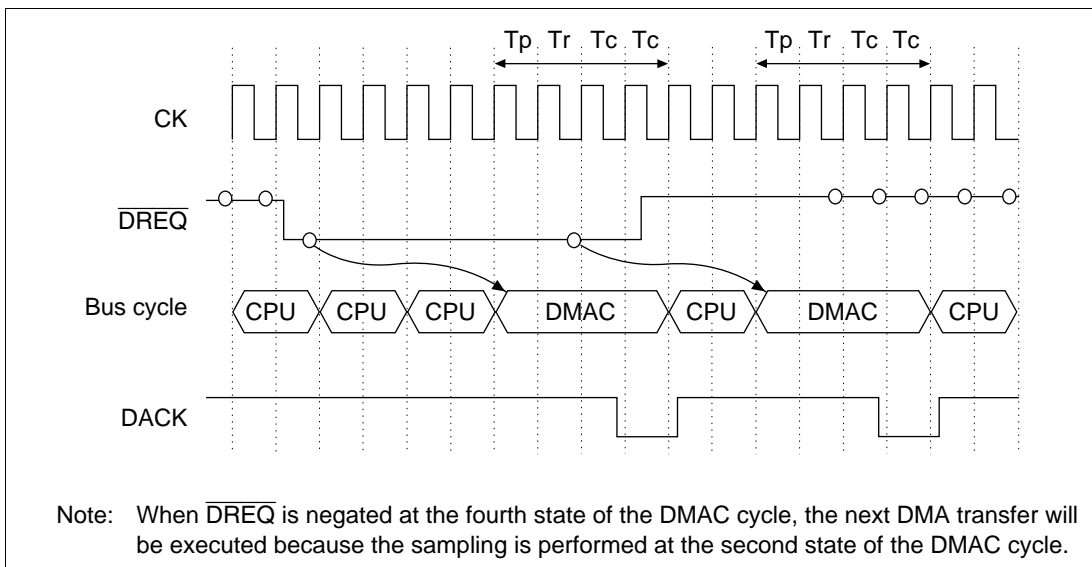 Tp Tr Tc Tc Tp Tr Tc Tc
CK
DREQ
Bus cycle CPU CPU CPU DMAC CPU DMAC CPU
DACK
Note: When DREQ is negated at the fourth state of the DMAC cycle, the next DMA transfer will
be executed because the sampling is performed at the second state of the DMAC cycle.